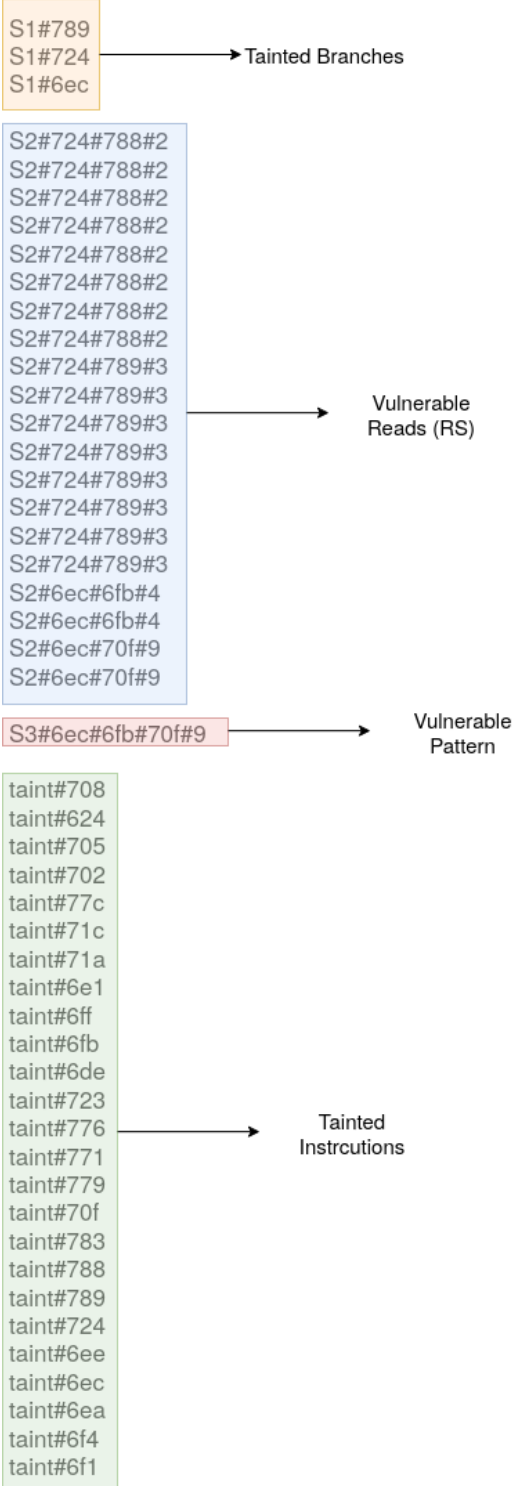 S1#789
S1#724
S1#6ec
Tainted Branches
S2#724#788#2
S2#724#788#2
S2#724#788#2
S2#724#788#2
S2#724#788#2
S2#724#788#2
S2#724#788#2
S2#724#788#2
S2#724#789#3
S2#724#789#3
S2#724#789#3
S2#724#789#3
S2#724#789#3
S2#724#789#3
S2#724#789#3
S2#724#789#3
S2#6ec#6fb#4
S2#6ec#6fb#4
S2#6ec#70f#9
S2#6ec#70f#9
Vulnerable
Reads (RS)
S3#6ec#6fb#70f#9
Vulnerable
Pattern
taint#708
taint#624
taint#705
taint#702
taint#77c
taint#71c
taint#71a
taint#6e1
taint#6ff
taint#6fb
taint#6de
taint#723
taint#776
taint#771
taint#779
taint#70f
taint#783
taint#788
taint#789
taint#724
taint#6ee
taint#6ec
taint#6ea
taint#6f4
taint#6f1
Tainted
Instrcutions